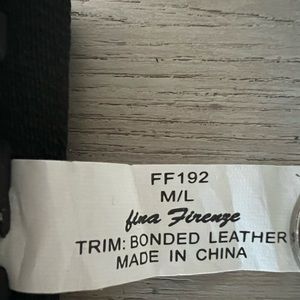 FF192
M/L
fina Firenze
TRIM: BONDED LEATHER
MADE IN CHINA